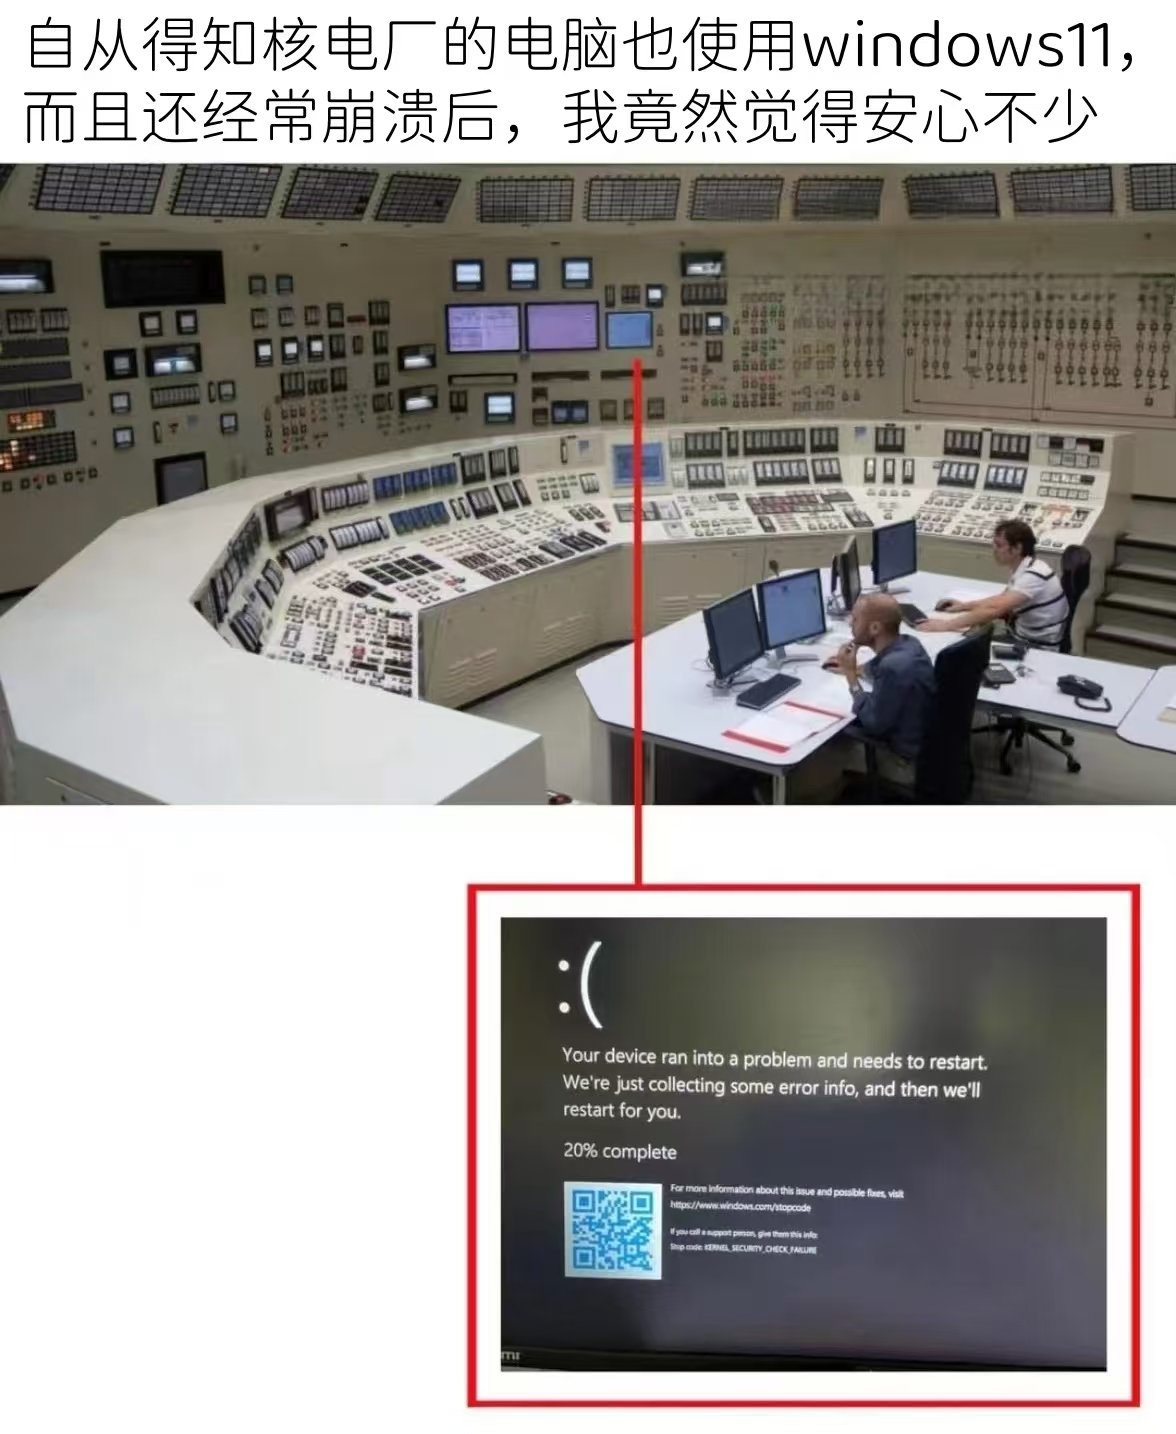 自从得知核电厂的电脑也使用windows11，
而且还经常崩溃后，我竟然觉得安心不少
:(
Your device ran into a problem and needs to restart.
We're just collecting some error info, and then we'll
restart for you.
20% complete
For more information about this issue and possible fixes, visit
https://www.windows.com/stopcode
If you call a support person, give them this info:
Stop code: KERNEL_SECURITY_CHECK_FAILURE